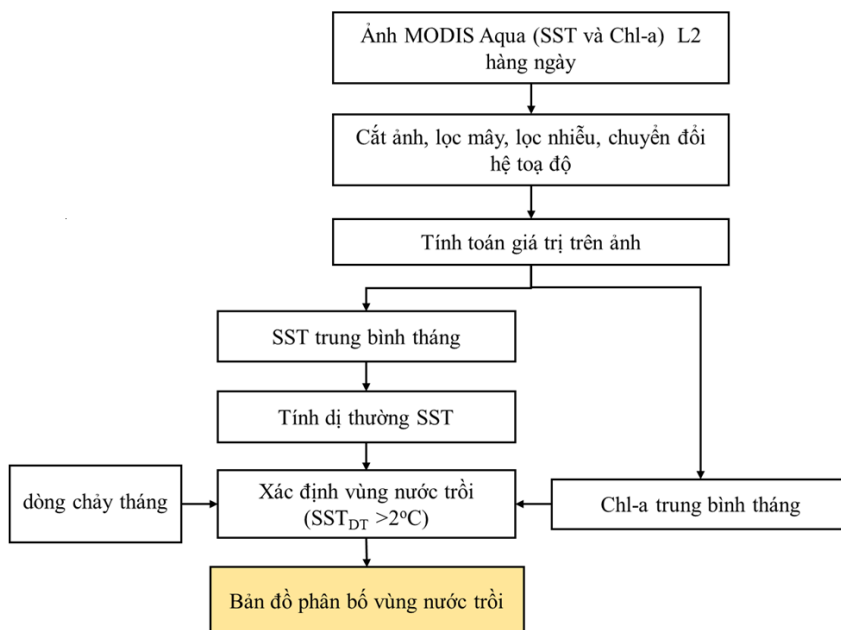 Ảnh MODIS Aqua (SST và Chl-a) L2
hàng ngày
Cắt ảnh, lọc mây, lọc nhiễu, chuyển đổi
hệ toạ độ
Tính toán giá trị trên ảnh
SST trung bình tháng
Tính dị thường SST
dòng chảy tháng
Xác định vùng nước trồi
(SST_DT >2°C)
Chl-a trung bình tháng
Bản đồ phân bố vùng nước trồi